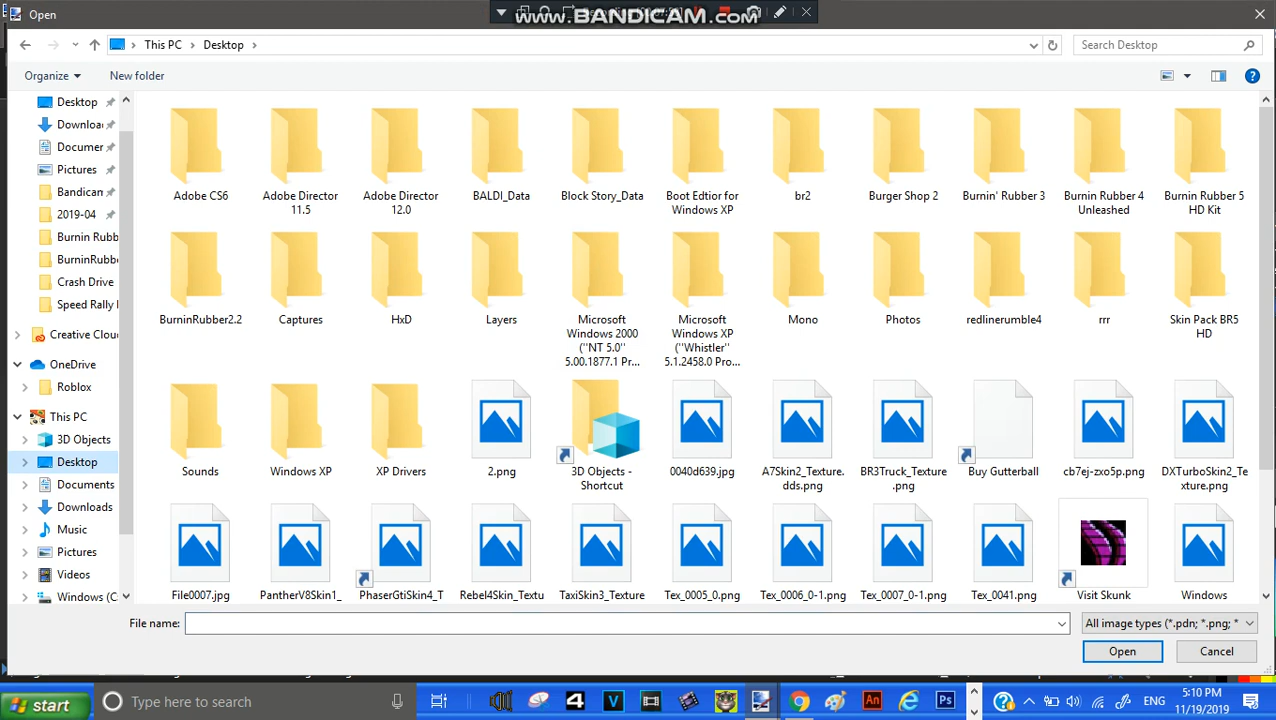 Open
www.BANDICAM.com
This PC > Desktop >
Search Desktop
Organize
New folder
Desktop
Downloa
Documer
Pictures
Bandicam
2019-04
Burnin Rubb
BurninRubbe
Crash Drive
Speed Rally
Creative Cloud
OneDrive
Roblox
This PC
3D Objects
Desktop
Documents
Downloads
Music
Pictures
Videos
Windows (C
Adobe CS6
Adobe Director
11.5
Adobe Director
12.0
BALDI_Data
Block Story_Data
Boot Edtior for
Windows XP
br2
Burger Shop 2
Burnin' Rubber 3
Burnin Rubber 4
Unleashed
Burnin Rubber 5
HD Kit
BurninRubber2.2
Captures
HxD
Layers
Microsoft
Windows 2000
(''NT 5.0''
5.00.1877.1 Pro...
Microsoft
Windows XP
(''Whistler''
5.1.2458.0 Pro...
Mono
Photos
redlinerumble4
rrr
Skin Pack BR5
HD
Sounds
Windows XP
XP Drivers
2.png
3D Objects -
Shortcut
0040d639.jpg
A7Skin2_Texture.
dds.png
BR3Truck_Texture
.png
Buy Gutterball
cb7ej-zxo5p.png
DXTurboSkin2_Te
xture.png
File0007.jpg
PantherV8Skin1_
PhaserGtiSkin4_T
Rebel4Skin_Textu
TaxiSkin3_Texture
Tex_0005_0.png
Tex_0006_0-1.png
Tex_0007_0-1.png
Tex_0041.png
Visit Skunk
Windows
File name:
All image types (*.pdn; *.png; *
Open
Cancel
start
Type here to search
ENG
5:10 PM
11/19/2019